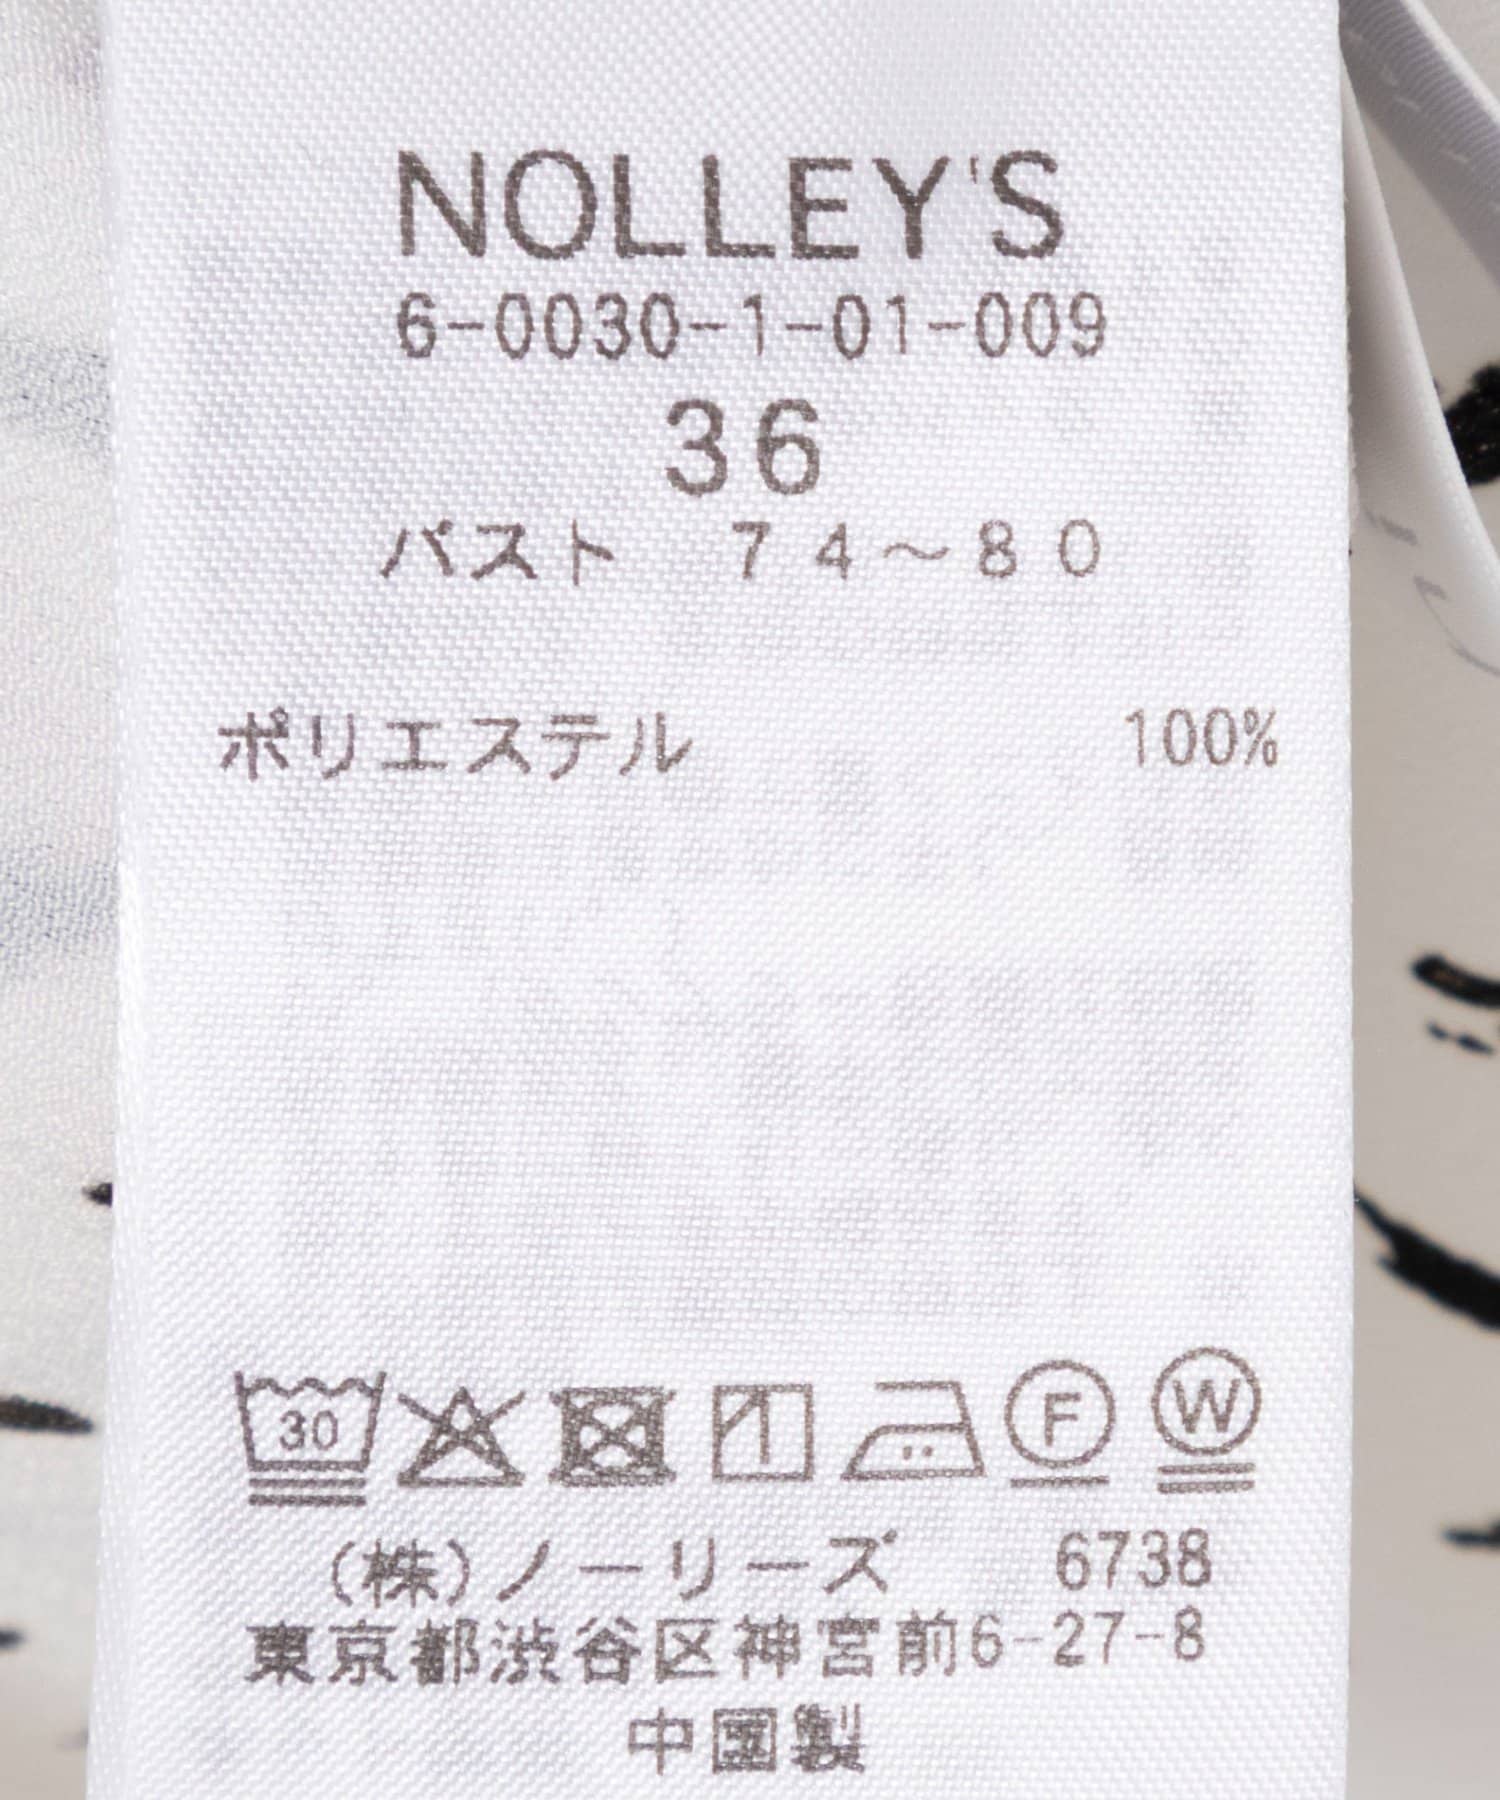 NOLLEY'S
6-0030-1-01-009
36
バスト 74～80
ポリエステル 100%
30 F W
(株)ノーリーズ 6738
東京都渋谷区神宮前6-27-8
中国製